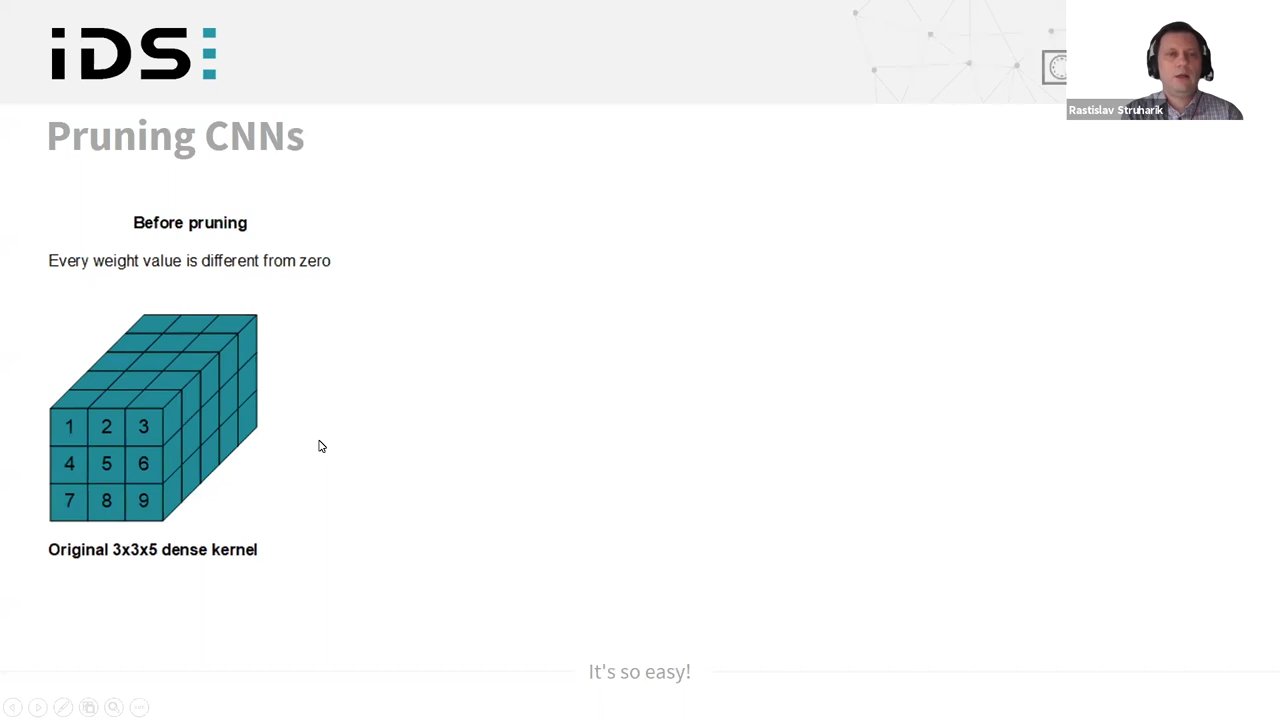 iDS
Rastislav Struharik
Pruning CNNs
Before pruning
Every weight value is different from zero
1 2 3
4 5 6
7 8 9
Original 3x3x5 dense kernel
It's so easy!